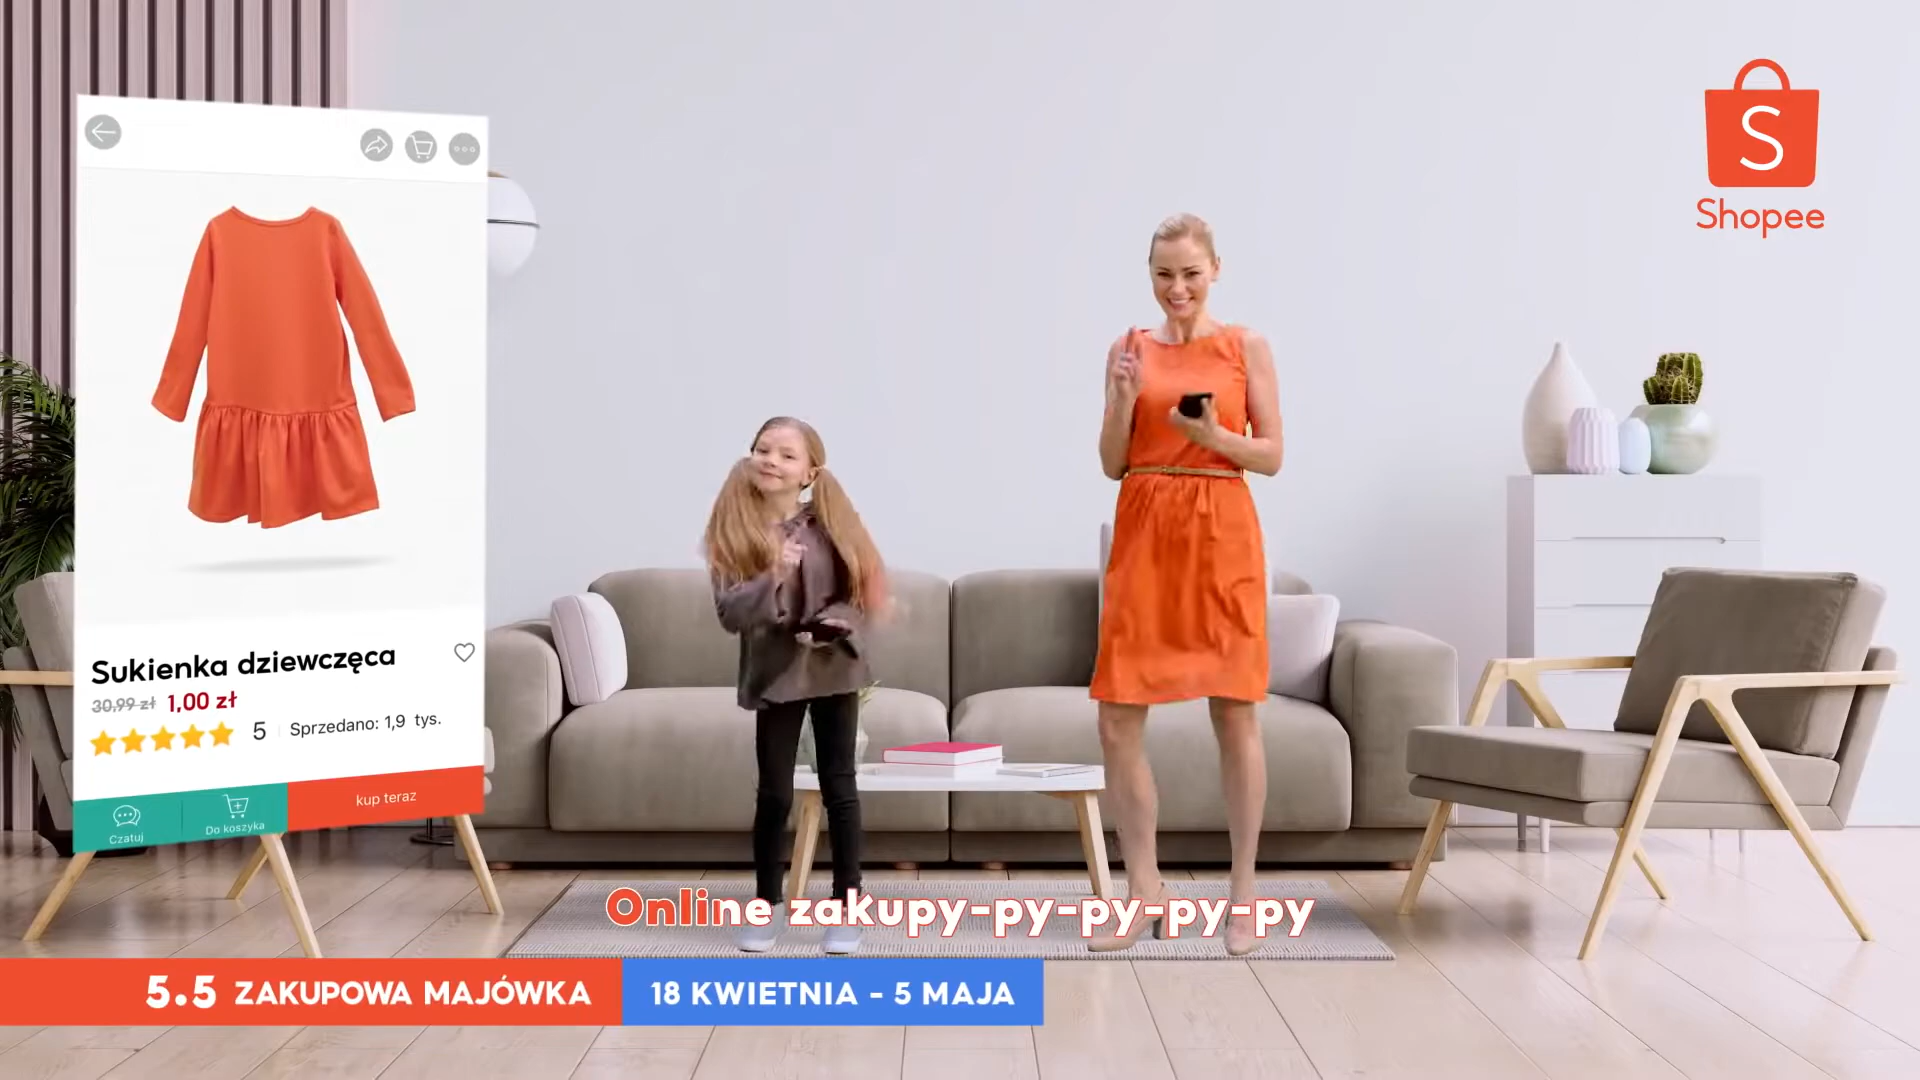 S
Shopee
Sukienka dziewczęca
30,99 zł 1,00 zł
5 Sprzedano: 1,9 tys.
Czatuj
Do koszyka
kup teraz
Online zakupy-py-py-py-py
5.5 ZAKUPOWA MAJÓWKA
18 KWIETNIA - 5 MAJA